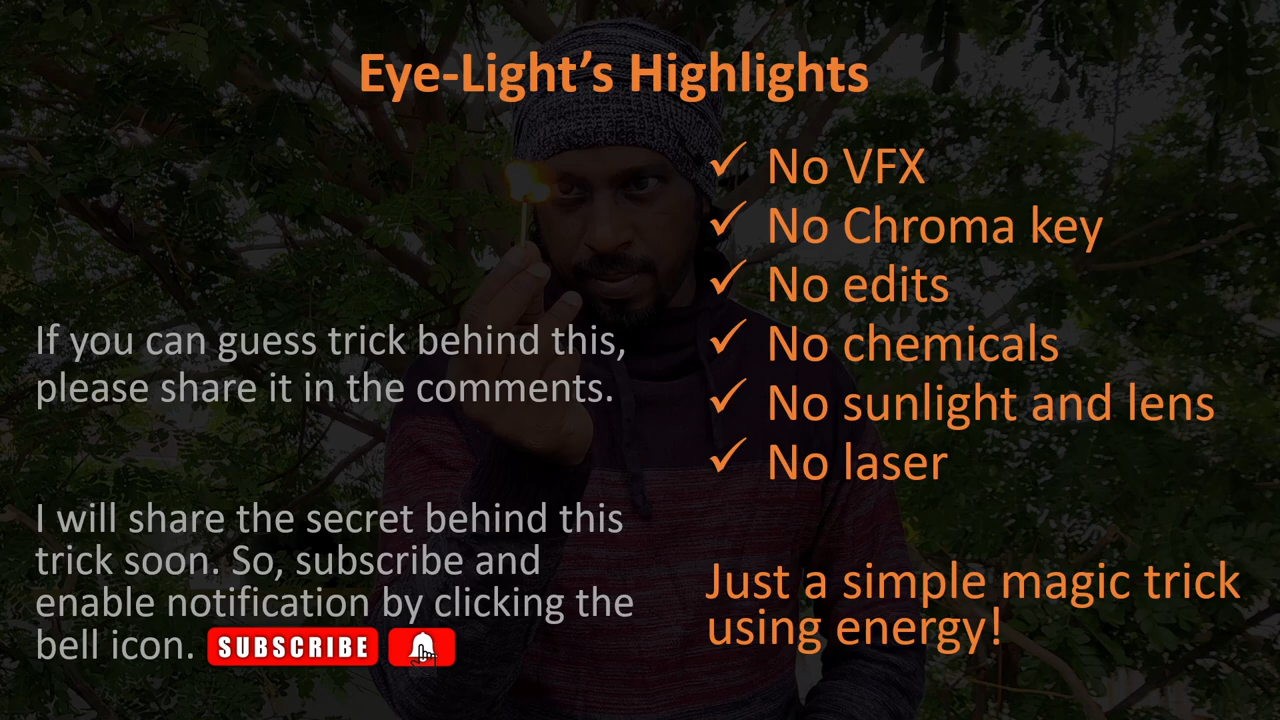 Eye-Light’s Highlights
✓ No VFX
✓ No Chroma key
✓ No edits
✓ No chemicals
✓ No sunlight and lens
✓ No laser
If you can guess trick behind this,
please share it in the comments.
I will share the secret behind this
trick soon. So, subscribe and
enable notification by clicking the
bell icon. SUBSCRIBE
Just a simple magic trick
using energy!